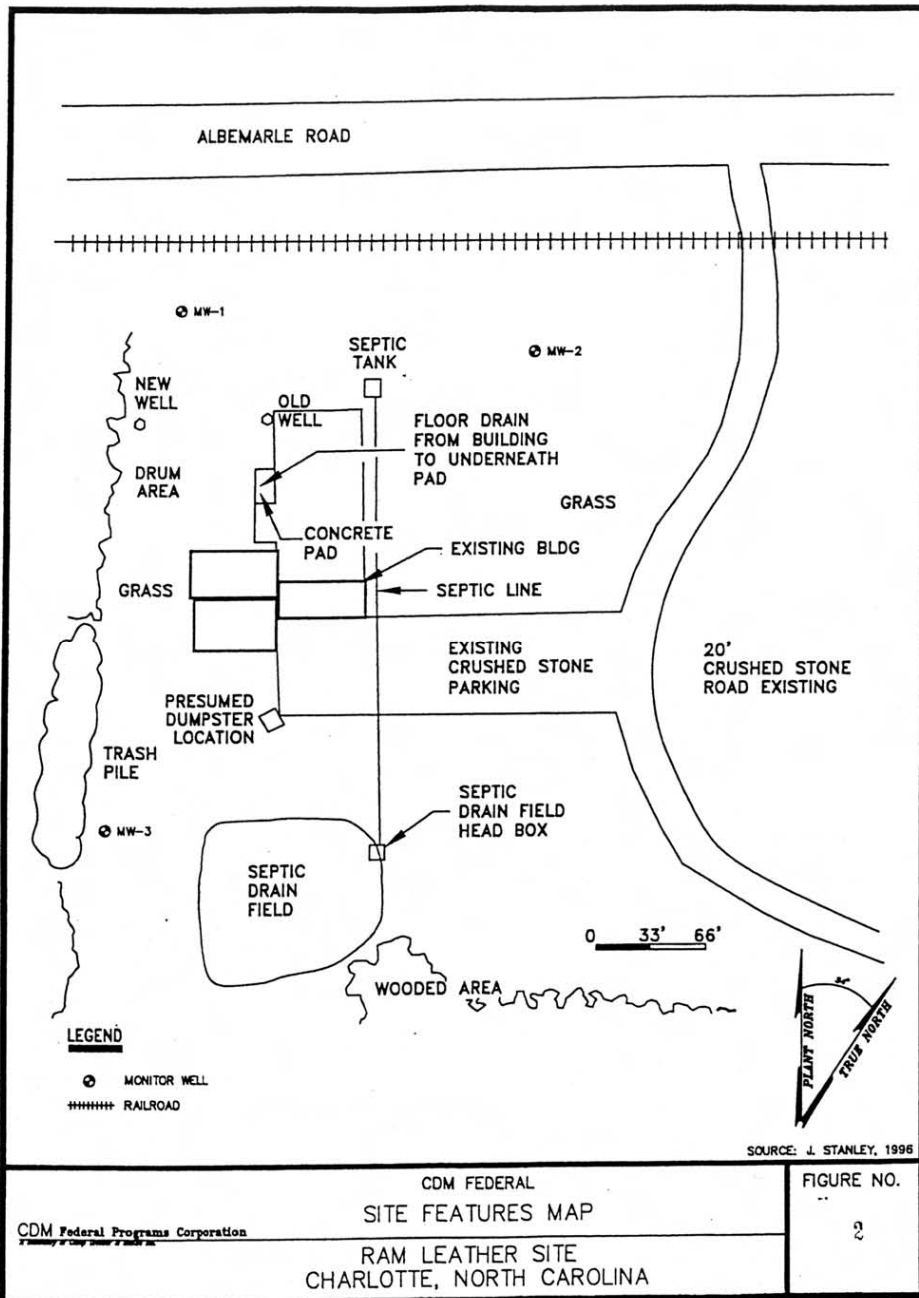 ALBEMARLE ROAD
MW-1
SEPTIC
TANK
MW-2
NEW
WELL
OLD
WELL
FLOOR DRAIN
FROM BUILDING
TO UNDERNEATH
PAD
DRUM
AREA
GRASS
CONCRETE
PAD
EXISTING BLDG
GRASS
SEPTIC LINE
EXISTING
CRUSHED STONE
PARKING
20'
CRUSHED STONE
ROAD EXISTING
PRESUMED
DUMPSTER
LOCATION
TRASH
PILE
MW-3
SEPTIC
DRAIN FIELD
HEAD BOX
SEPTIC
DRAIN
FIELD
0 33' 66'
WOODED AREA
PLANT NORTH
TRUE NORTH
LEGEND
MONITOR WELL
RAILROAD
SOURCE: J. STANLEY, 1996
CDM FEDERAL
SITE FEATURES MAP
CDM Federal Programs Corporation
RAM LEATHER SITE
CHARLOTTE, NORTH CAROLINA
FIGURE NO.
2